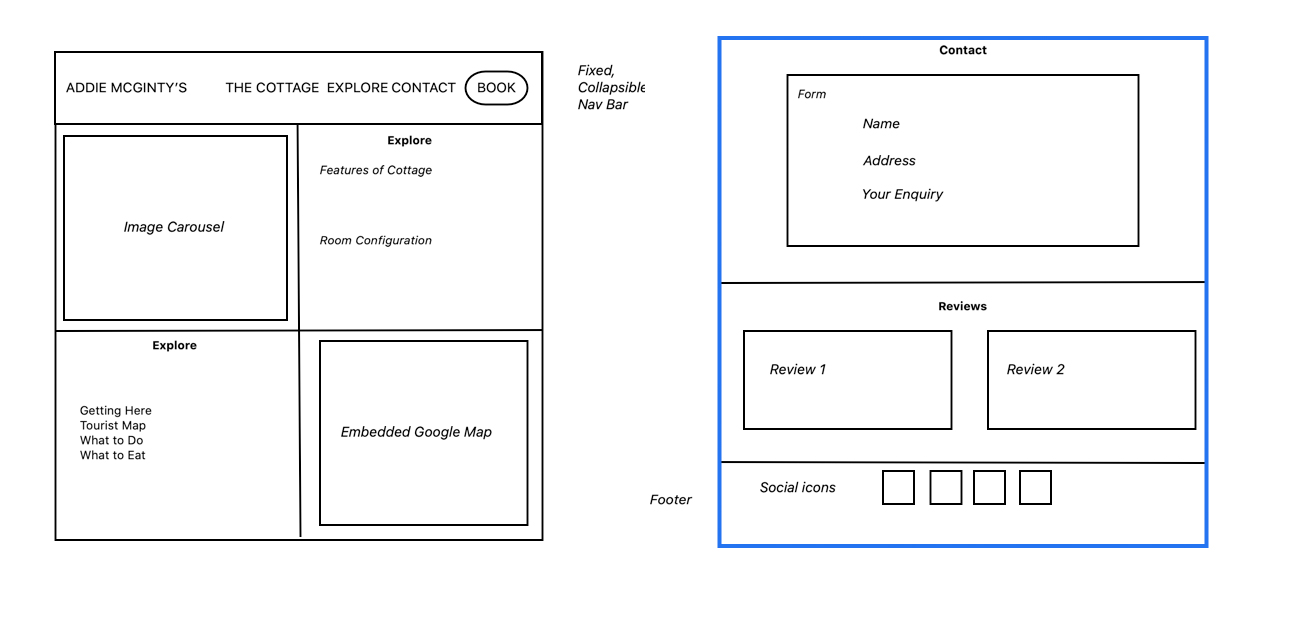 ADDIE MCGINTY'S THE COTTAGE EXPLORE CONTACT BOOK
Fixed,
Collapsible
Nav Bar
Explore
Features of Cottage
Image Carousel
Room Configuration
Explore
Getting Here
Tourist Map
What to Do
What to Eat
Embedded Google Map
Contact
Form
Name
Address
Your Enquiry
Reviews
Review 1
Review 2
Social icons
Footer